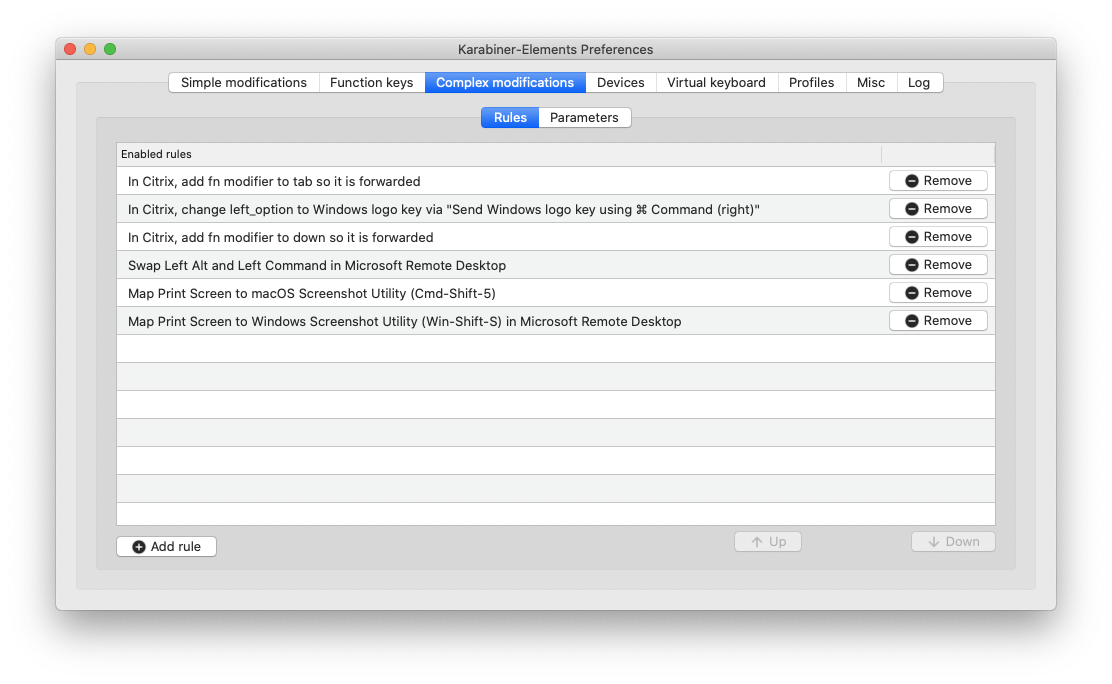 Karabiner-Elements Preferences
Simple modifications Function keys Complex modifications Devices Virtual keyboard Profiles Misc Log
Rules Parameters
Enabled rules
In Citrix, add fn modifier to tab so it is forwarded Remove
In Citrix, change left_option to Windows logo key via "Send Windows logo key using ⌘ Command (right)" Remove
In Citrix, add fn modifier to down so it is forwarded Remove
Swap Left Alt and Left Command in Microsoft Remote Desktop Remove
Map Print Screen to macOS Screenshot Utility (Cmd-Shift-5) Remove
Map Print Screen to Windows Screenshot Utility (Win-Shift-S) in Microsoft Remote Desktop Remove
Add rule Up Down